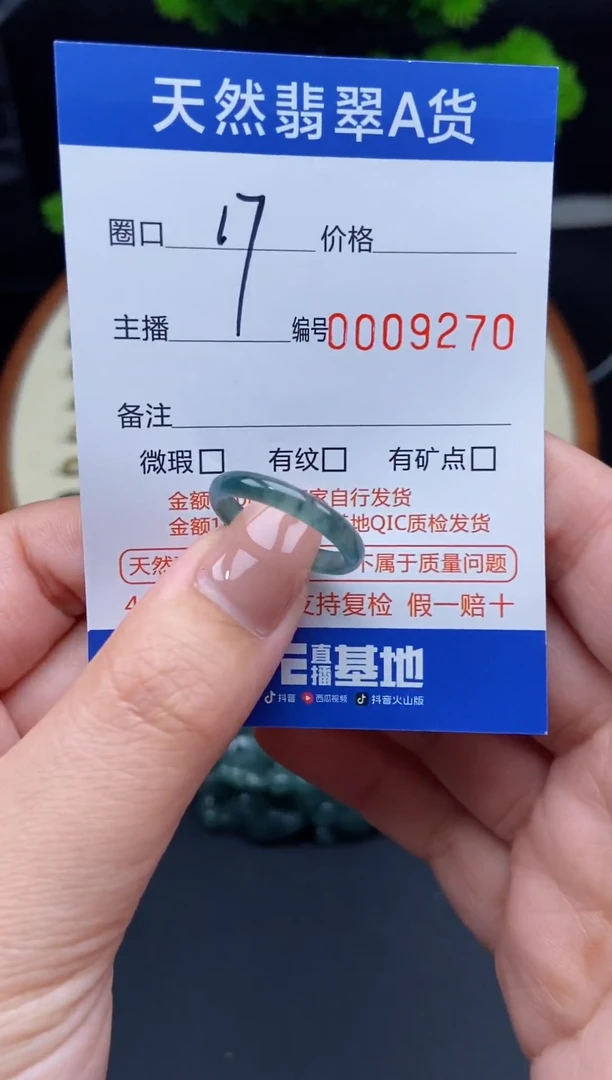 天然翡翠A货
圈口 17 价格
主播 编号0009270
备注
微瑕□ 有纹□ 有矿点□
金额 家自行发货
金额1 基地QIC质检发货
天然 不属于质量问题
4 支持复检 假一赔十
E直播基地
抖音 西瓜视频 抖音火山版